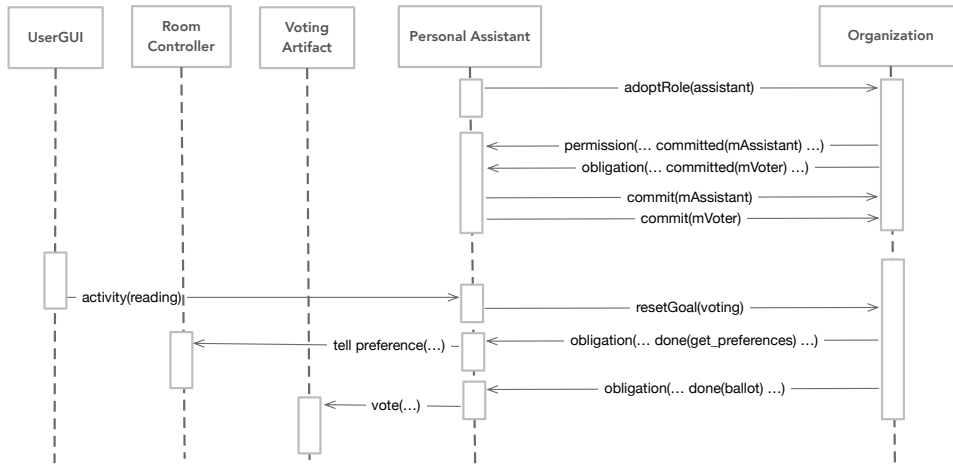 UserGUI
Room
Controller
Voting
Artifact
Personal Assistant
Organization
adoptRole(assistant)
permission(… committed(mAssistant) …)
obligation(… committed(mVoter) …)
commit(mAssistant)
commit(mVoter)
activity(reading)
resetGoal(voting)
tell preference(…)
obligation(… done(get_preferences) …)
obligation(… done(ballot) …)
vote(…)